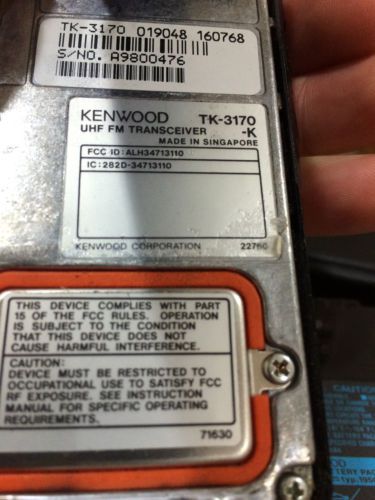 TK-3170 019048 160768
S/NO. A9800476
KENWOOD TK-3170
UHF FM TRANSCEIVER -K
MADE IN SINGAPORE
FCC ID:ALH34713110
IC:282D-34713110
KENWOOD CORPORATION
THIS DEVICE COMPLIES WITH PART
15 OF THE FCC RULES. OPERATION
IS SUBJECT TO THE CONDITION
THAT THIS DEVICE DOES NOT
CAUSE HARMFUL INTERFERENCE.
CAUTION:
DEVICE MUST BE RESTRICTED TO
OCCUPATIONAL USE TO SATISFY FCC
RF EXPOSURE. SEE INSTRUCTION
MANUAL FOR SPECIFIC OPERATING
REQUIREMENTS.
71630
CAUTION